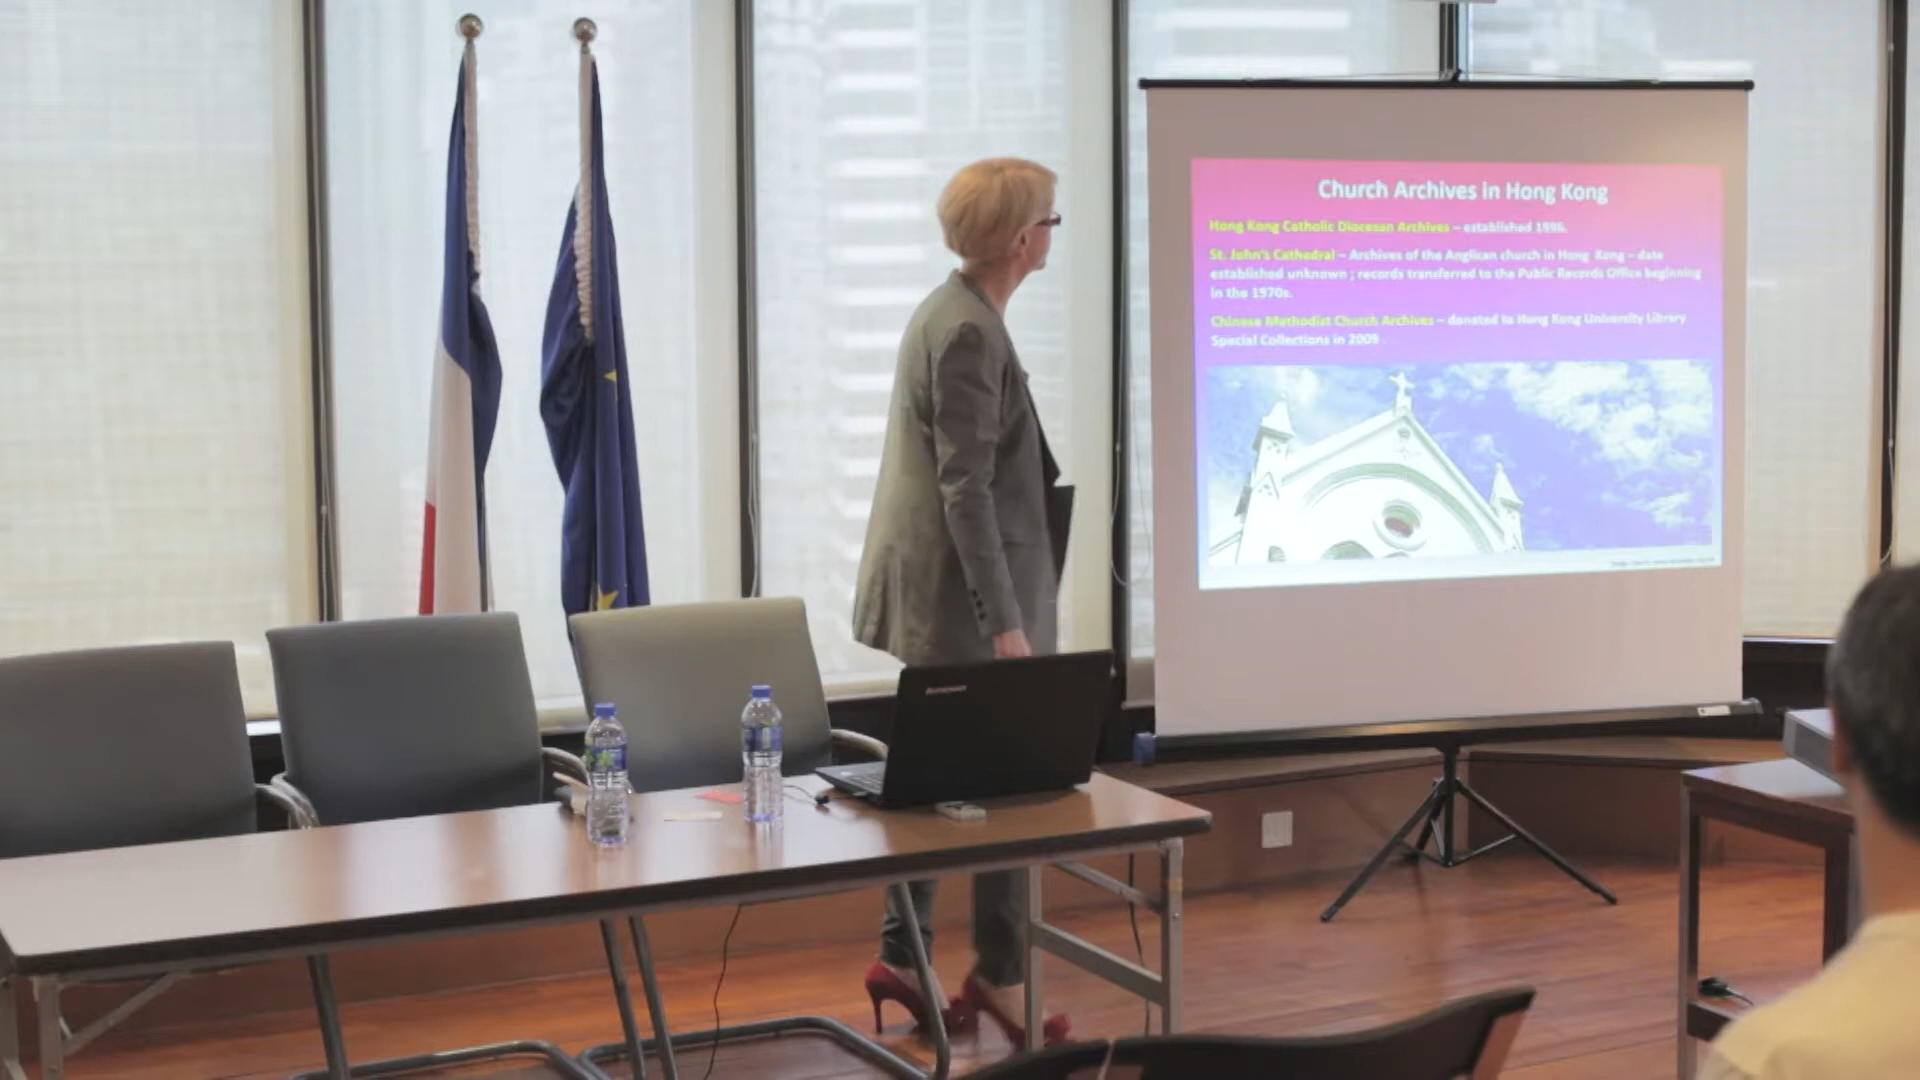 Church Archives in Hong Kong
Hong Kong Catholic Diocesan Archives – established 1996.
St. John's Cathedral – Archives of the Anglican church in Hong Kong – date
established unknown ; records transferred to the Public Records Office beginning
in the 1970s.
Chinese Methodist Church Archives – donated to Hong Kong University Library
Special Collections in 2009 .
lenovo